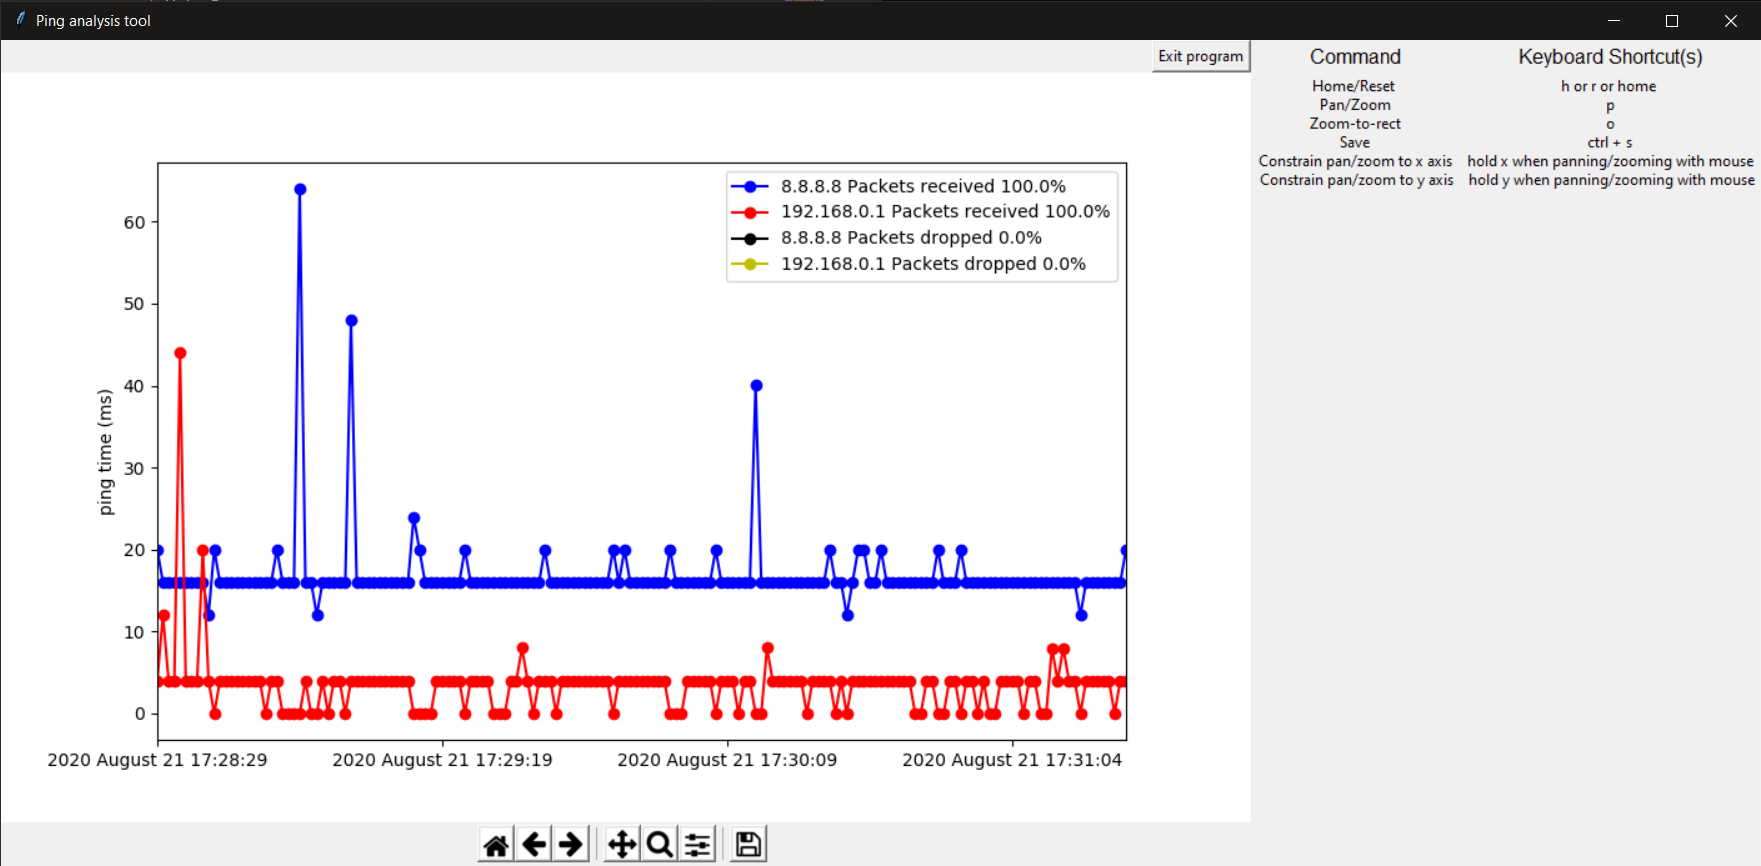 Ping analysis tool
Exit program
Command Keyboard Shortcut(s)
Home/Reset h or r or home
Pan/Zoom p
Zoom-to-rect o
Save ctrl + s
Constrain pan/zoom to x axis hold x when panning/zooming with mouse
Constrain pan/zoom to y axis hold y when panning/zooming with mouse
8.8.8.8 Packets received 100.0%
192.168.0.1 Packets received 100.0%
8.8.8.8 Packets dropped 0.0%
192.168.0.1 Packets dropped 0.0%
ping time (ms)
60
50
40
30
20
10
0
2020 August 21 17:28:29 2020 August 21 17:29:19 2020 August 21 17:30:09 2020 August 21 17:31:04